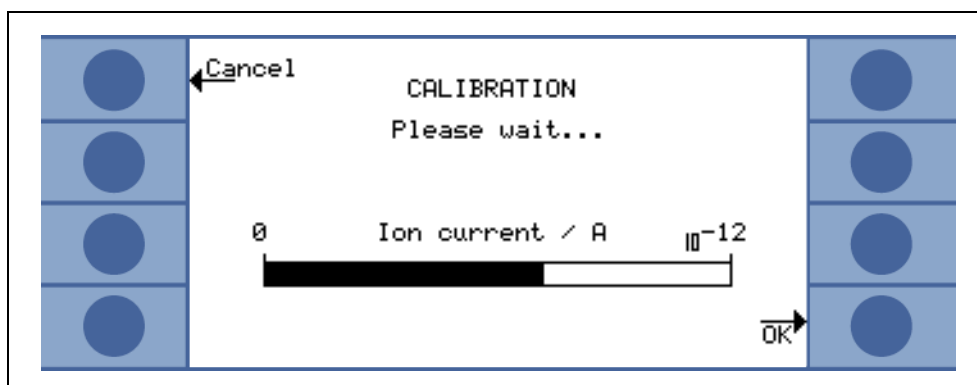 Cancel
CALIBRATION
Please wait...
0 Ion current / A 10⁻¹²
OK